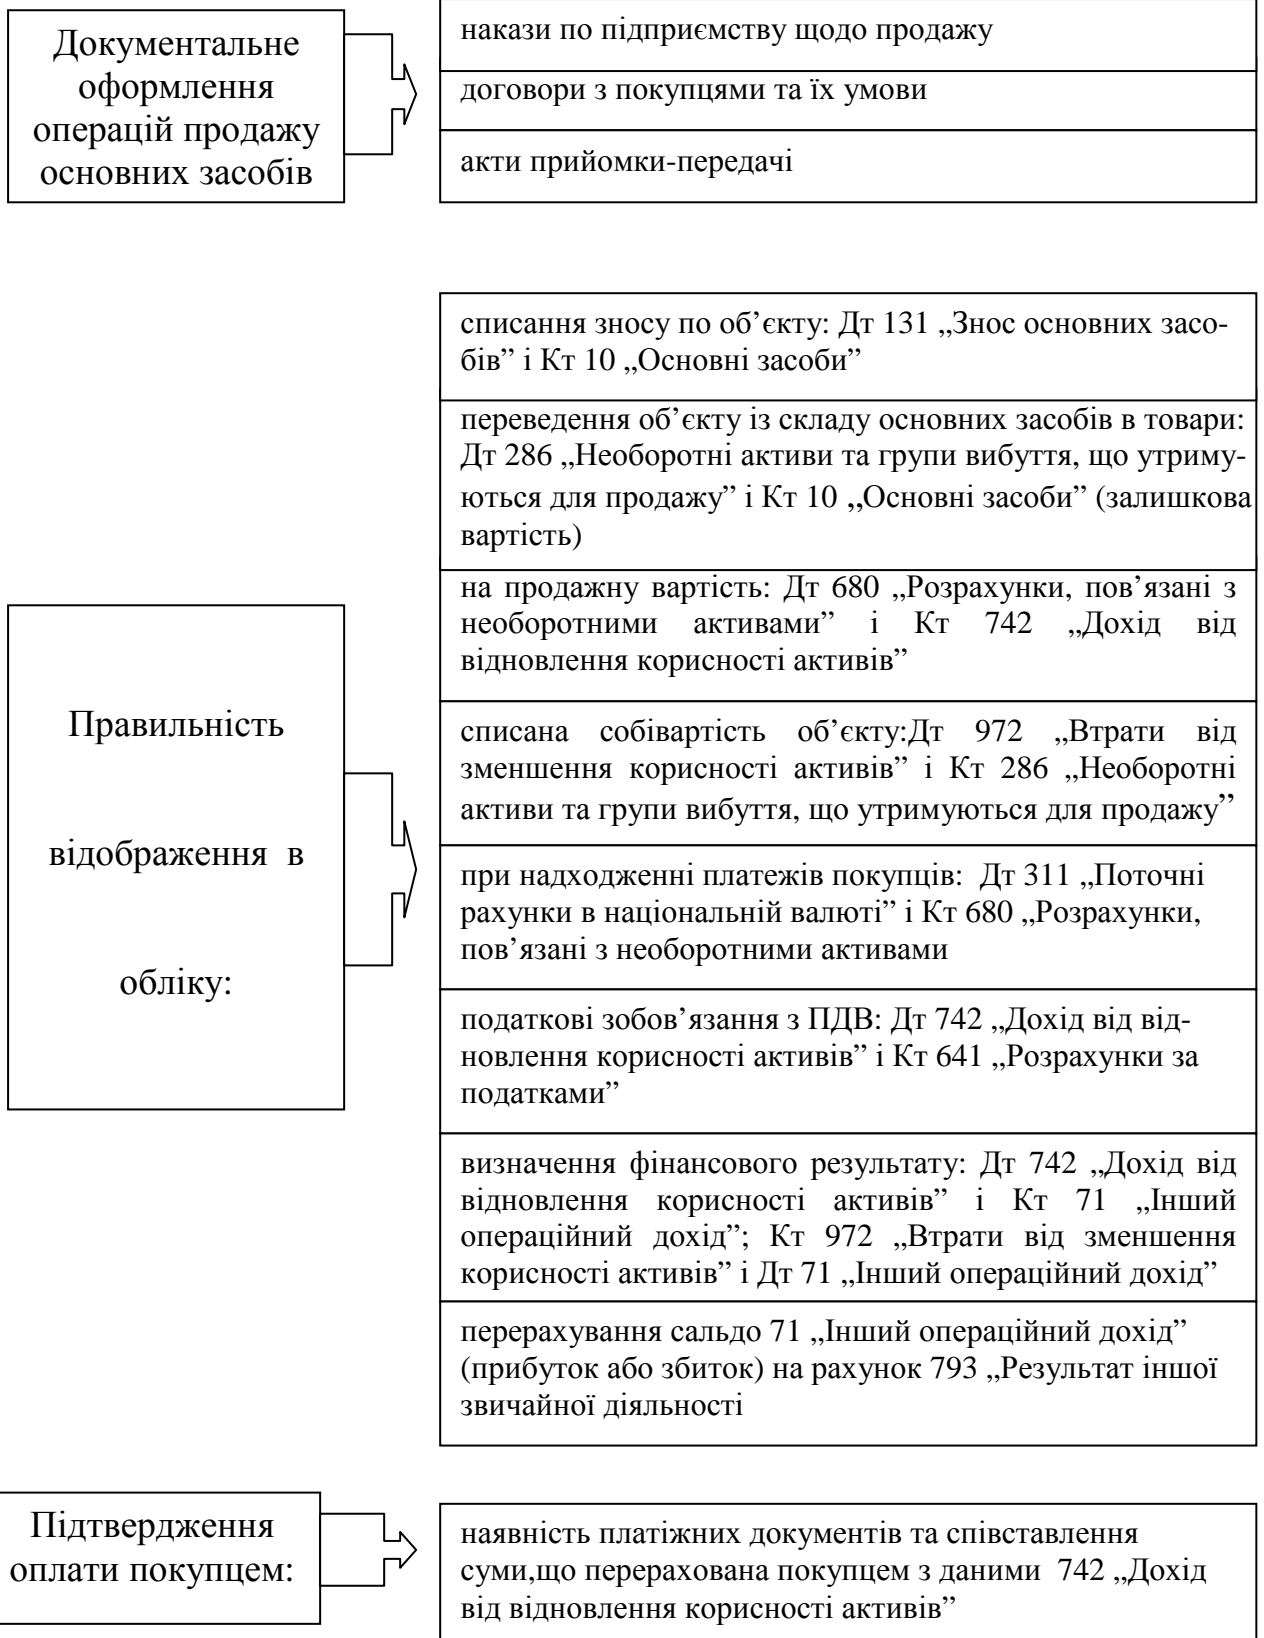 Документальне
оформлення
операцій продажу
основних засобів
накази по підприємству щодо продажу
договори з покупцями та їх умови
акти прийомки-передачі
Правильність
відображення в
обліку:
списання зносу по об’єкту: Дт 131 „Знос основних засо-
бів” і Кт 10 „Основні засоби”
переведення об’єкту із складу основних засобів в товари:
Дт 286 „Необоротні активи та групи вибуття, що утриму-
ються для продажу” і Кт 10 „Основні засоби” (залишкова
вартість)
на продажну вартість: Дт 680 „Розрахунки, пов’язані з
необоротними активами” і Кт 742 „Дохід від
відновлення корисності активів”
списана собівартість об’єкту:Дт 972 „Втрати від
зменшення корисності активів” і Кт 286 „Необоротні
активи та групи вибуття, що утримуються для продажу”
при надходженні платежів покупців: Дт 311 „Поточні
рахунки в національній валюті” і Кт 680 „Розрахунки,
пов’язані з необоротними активами
податкові зобов’язання з ПДВ: Дт 742 „Дохід від від-
новлення корисності активів” і Кт 641 „Розрахунки за
податками”
визначення фінансового результату: Дт 742 „Дохід від
відновлення корисності активів” і Кт 71 „Інший
операційний дохід”; Кт 972 „Втрати від зменшення
корисності активів” і Дт 71 „Інший операційний дохід”
перерахування сальдо 71 „Інший операційний дохід”
(прибуток або збиток) на рахунок 793 „Результат іншої
звичайної діяльності
Підтвердження
оплати покупцем:
наявність платіжних документів та співставлення
суми,що перерахована покупцем з даними 742 „Дохід
від відновлення корисності активів”